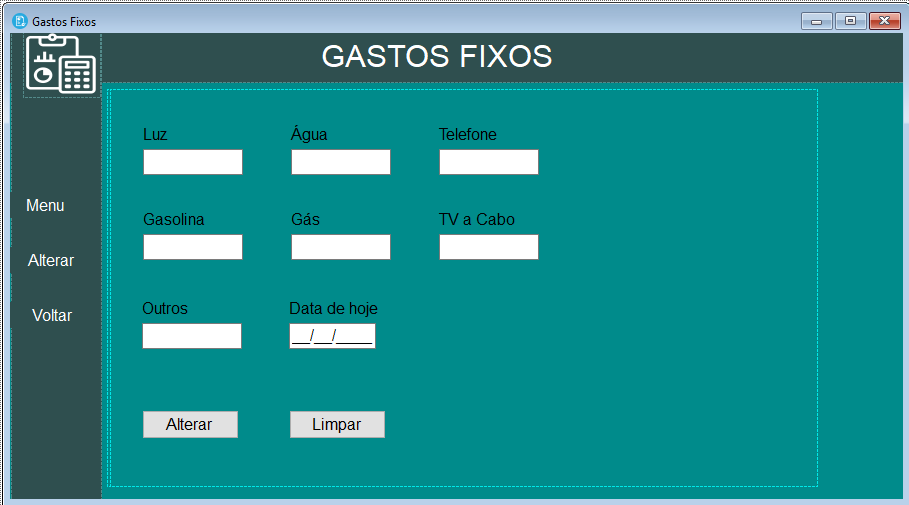 Gastos Fixos
GASTOS FIXOS
Luz Água Telefone
Menu
Gasolina Gás TV a Cabo
Alterar
Outros Data de hoje
Voltar
__/__/____
Alterar Limpar